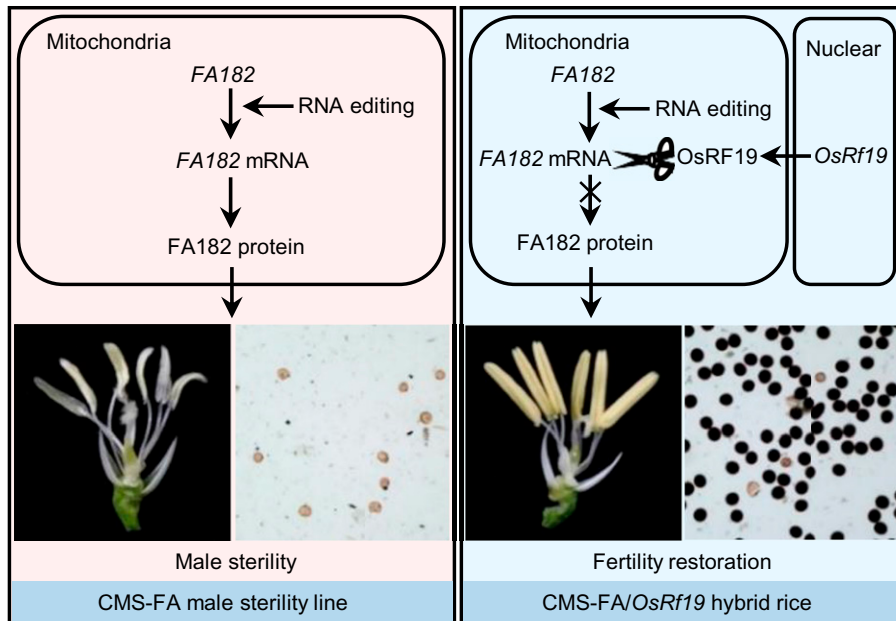 Mitochondria
FA182
RNA editing
FA182 mRNA
FA182 protein
Male sterility
CMS-FA male sterility line
Mitochondria
Nuclear
FA182
RNA editing
FA182 mRNA
OsRF19
OsRf19
FA182 protein
Fertility restoration
CMS-FA/OsRf19 hybrid rice